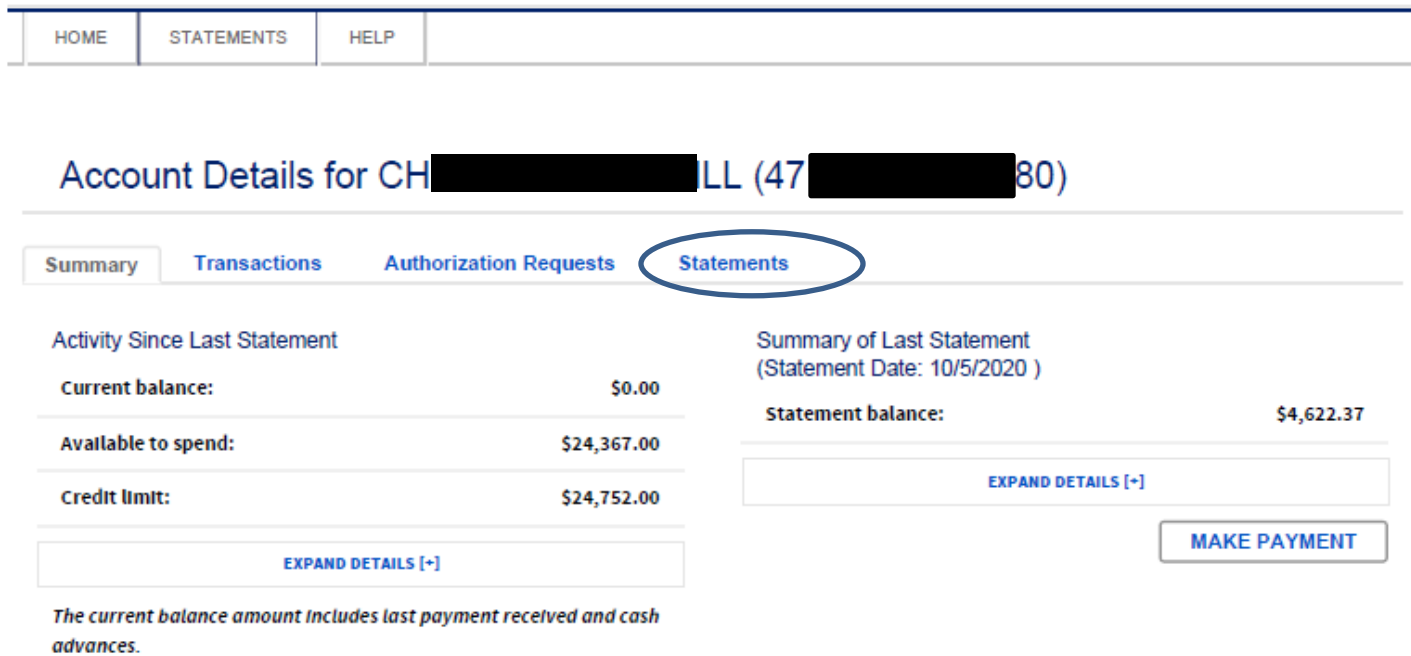 HOME STATEMENTS HELP
Account Details for CH ILL (47 80)
Summary Transactions Authorization Requests Statements
Activity Since Last Statement
Current balance: $0.00
Available to spend: $24,367.00
Credit limit: $24,752.00
EXPAND DETAILS [+]
The current balance amount includes last payment received and cash
advances.
Summary of Last Statement
(Statement Date: 10/5/2020 )
Statement balance: $4,622.37
EXPAND DETAILS [+]
MAKE PAYMENT